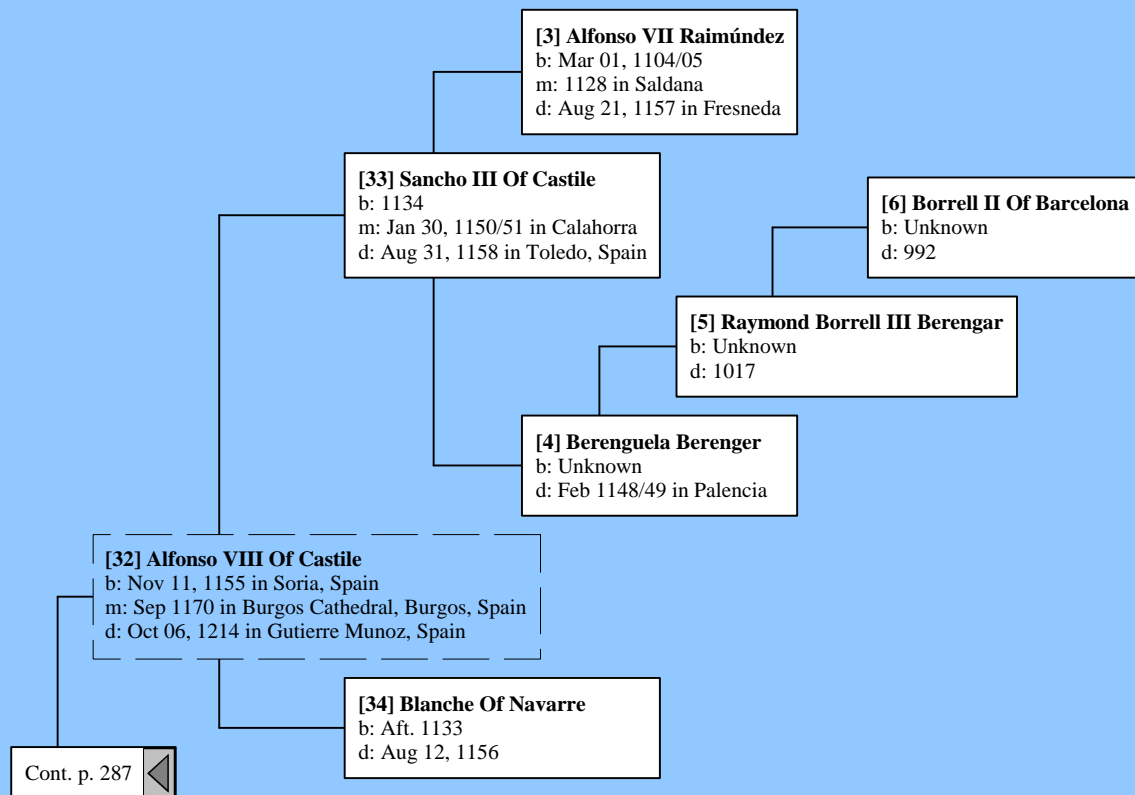 [3] Alfonso VII Raimúndez
b: Mar 01, 1104/05
m: 1128 in Saldana
d: Aug 21, 1157 in Fresneda
[33] Sancho III Of Castile
b: 1134
m: Jan 30, 1150/51 in Calahorra
d: Aug 31, 1158 in Toledo, Spain
[6] Borrell II Of Barcelona
b: Unknown
d: 992
[5] Raymond Borrell III Berengar
b: Unknown
d: 1017
[4] Berenguela Berenger
b: Unknown
d: Feb 1148/49 in Palencia
[32] Alfonso VIII Of Castile
b: Nov 11, 1155 in Soria, Spain
m: Sep 1170 in Burgos Cathedral, Burgos, Spain
d: Oct 06, 1214 in Gutierre Munoz, Spain
[34] Blanche Of Navarre
b: Aft. 1133
d: Aug 12, 1156
Cont. p. 287